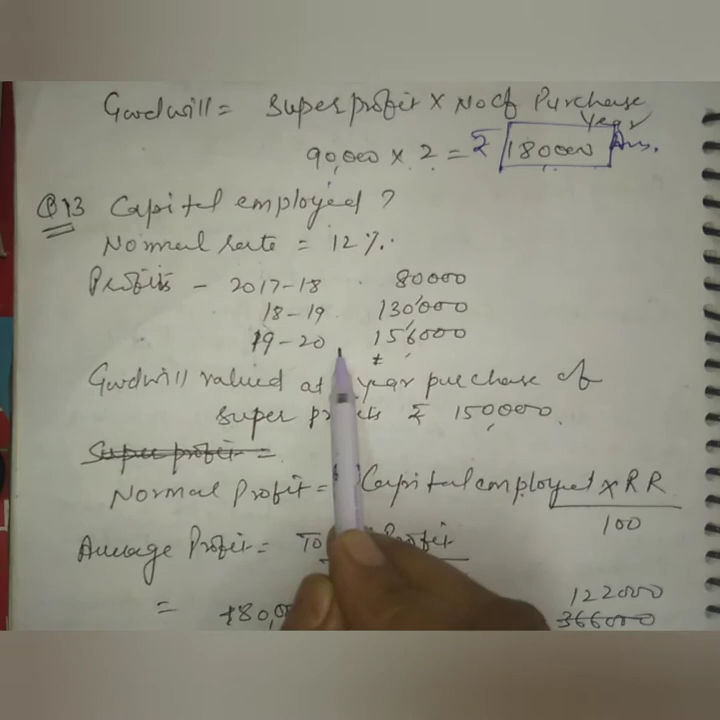 Goodwill = Super profit X No of Purchase year
90,000 x 2 = ₹ 180000 Ans.
Q13 Capital employed ?
Normal rate = 12 %.
Profits - 2017-18 80000
18-19 130000
19-20 156000
Goodwill valued at year purchase of
super ₹ 150,000.
Super profit =
Normal Profit = Capital employed X RR
100
Average Profit = Profit
=
122000
366000